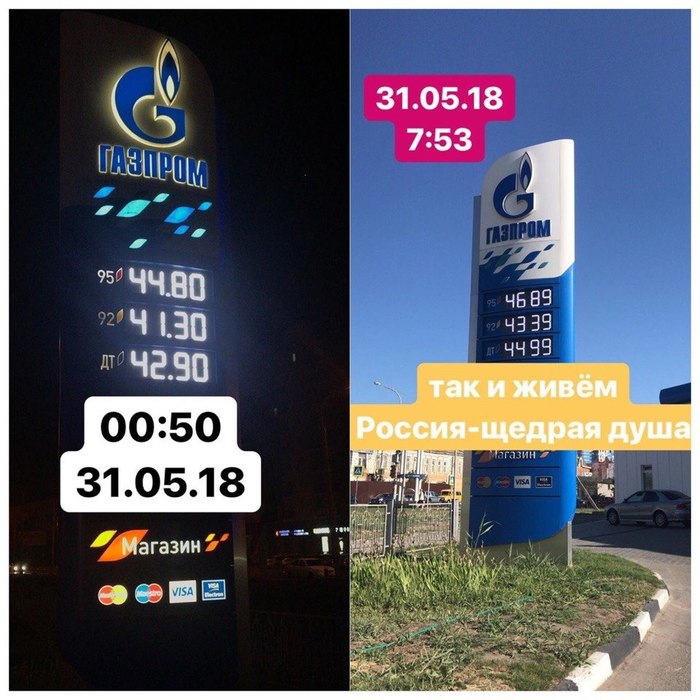 ГАЗПРОМ
95 44.80
92 41.30
ДТ 42.90
00:50
31.05.18
Магазин
MasterCard Maestro VISA VISA Electron
31.05.18
7:53
ГАЗПРОМ
95 46.89
92 43.39
ДТ 44.99
так и живём
Россия-щедрая душа
Магазин
VISA